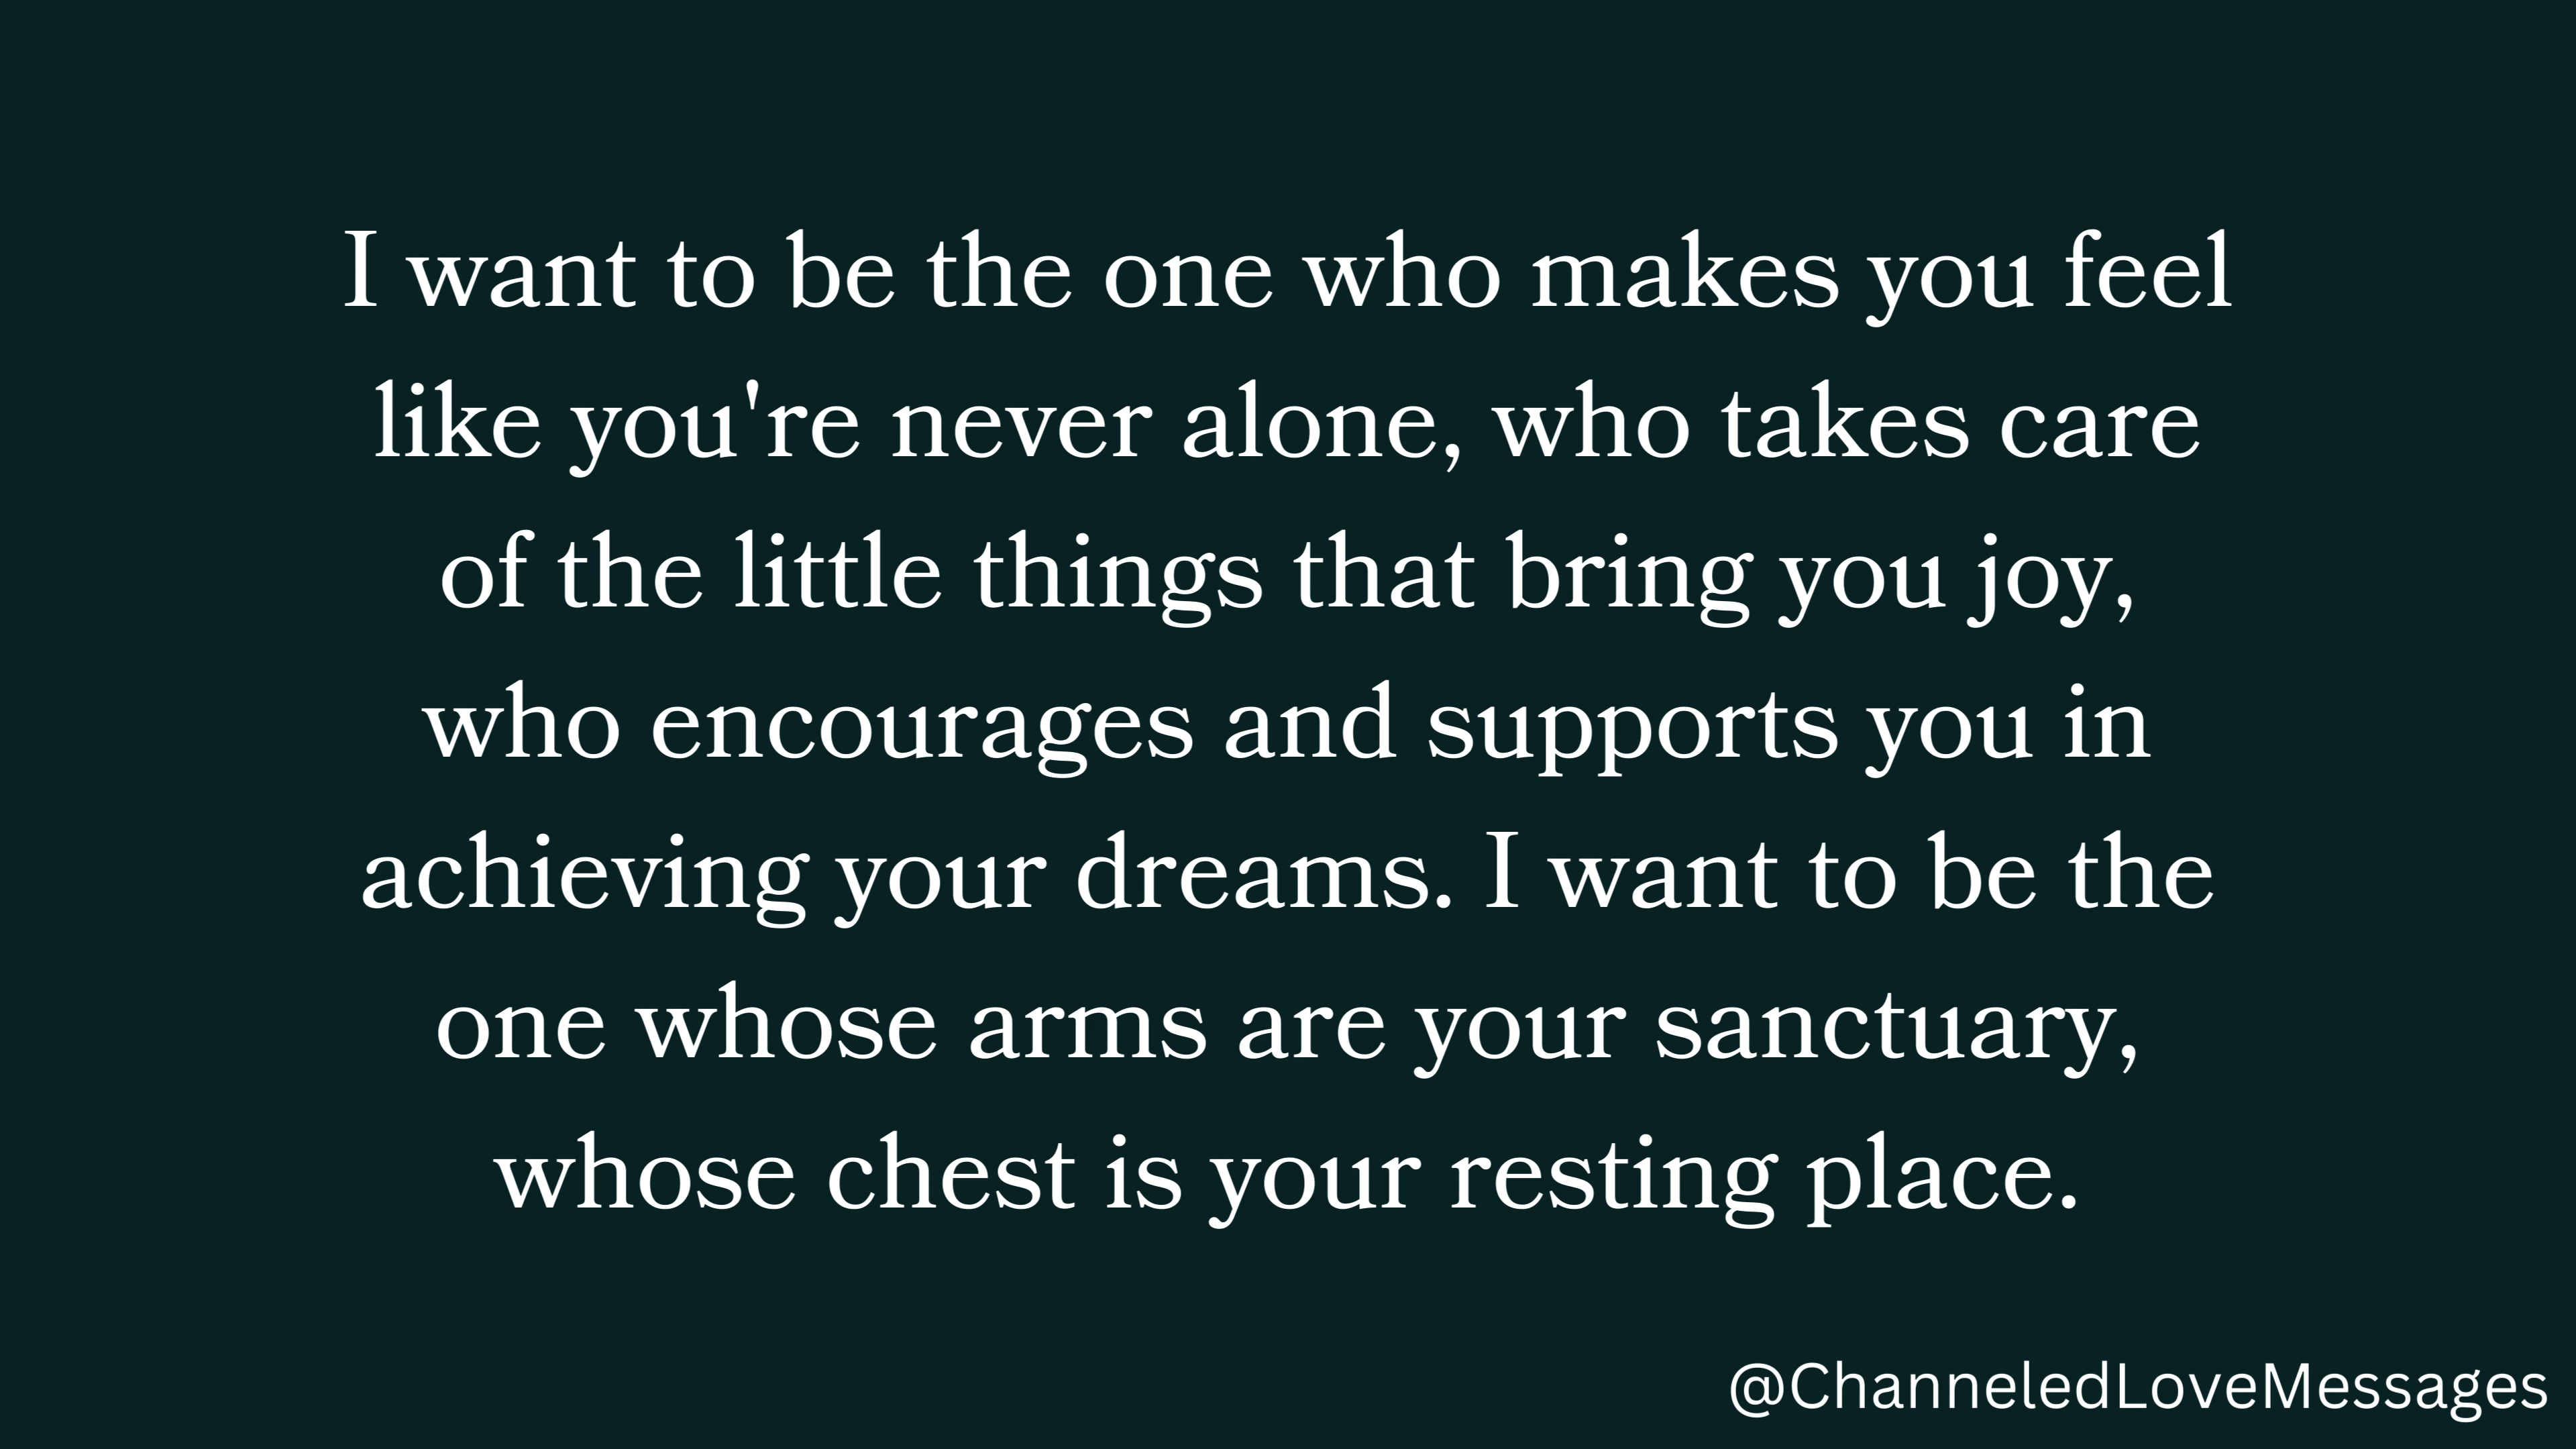 I want to be the one who makes you feel
like you're never alone, who takes care
of the little things that bring you joy,
who encourages and supports you in
achieving your dreams. I want to be the
one whose arms are your sanctuary,
whose chest is your resting place.
@ChanneledLoveMessages